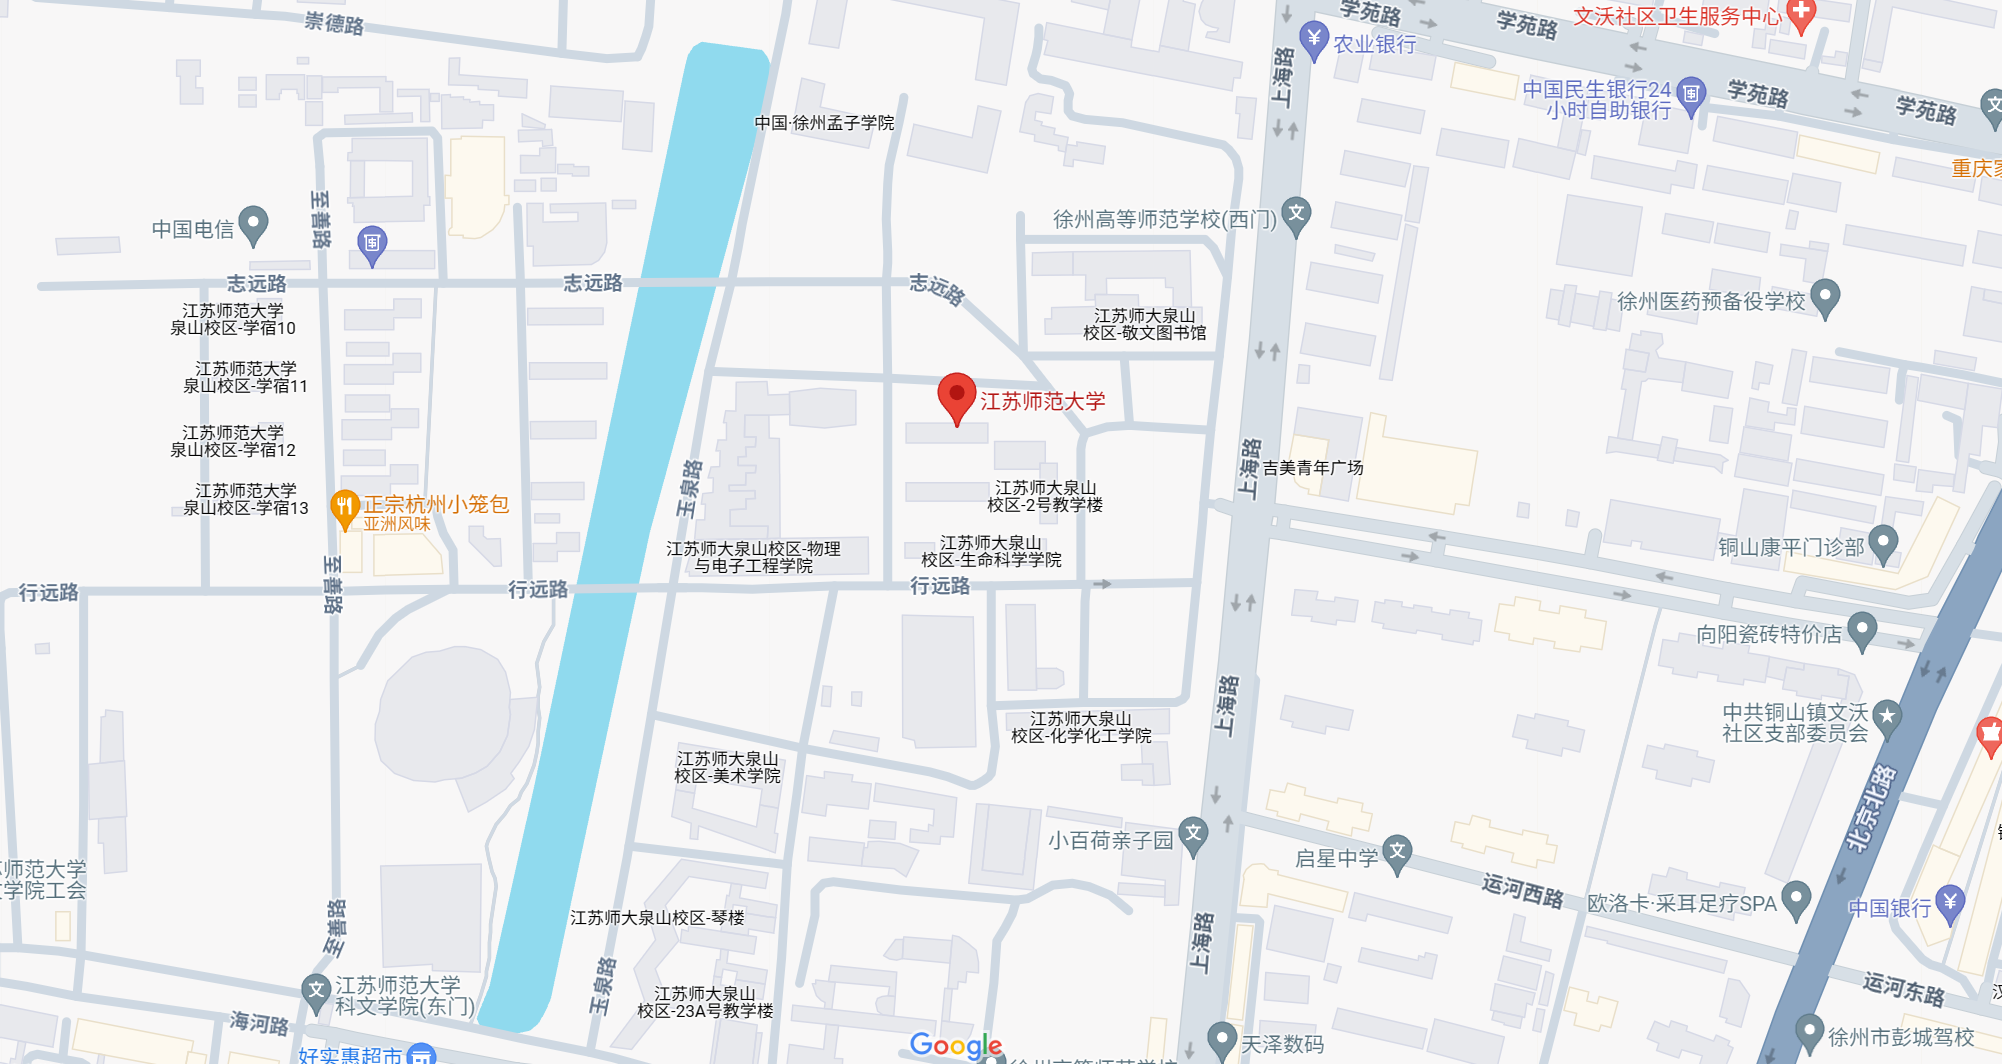 崇德路
学苑路
学苑路
文沃社区卫生服务中心
农业银行
上海路
中国民生银行24
小时自助银行
学苑路
学苑路
中国·徐州孟子学院
重庆家
至善路
中国电信
徐州高等师范学校(西门)
志远路
志远路
志远路
江苏师范大学
泉山校区-学宿10
江苏师大泉山
校区-敬文图书馆
徐州医药预备役学校
江苏师范大学
泉山校区-学宿11
江苏师范大学
江苏师范大学
泉山校区-学宿12
上海路
吉美青年广场
玉泉路
江苏师范大学
泉山校区-学宿13
正宗杭州小笼包
亚洲风味
江苏师大泉山
校区-2号教学楼
江苏师大泉山校区-物理
与电子工程学院
江苏师大泉山
校区-生命科学学院
铜山康平门诊部
行远路
至善路
行远路
行远路
向阳瓷砖特价店
上海路
江苏师大泉山
校区-化学化工学院
中共铜山镇文沃
社区支部委员会
江苏师大泉山
校区-美术学院
北京北路
小百荷亲子园
启星中学
师范大学
学院工会
运河西路
欧洛卡·采耳足疗SPA
中国银行
至善路
江苏师大泉山校区-琴楼
上海路
江苏师范大学
科文学院(东门)
玉泉路
江苏师大泉山
校区-23A号教学楼
运河东路
海河路
好实惠超市
Google
天泽数码
徐州市彭城驾校